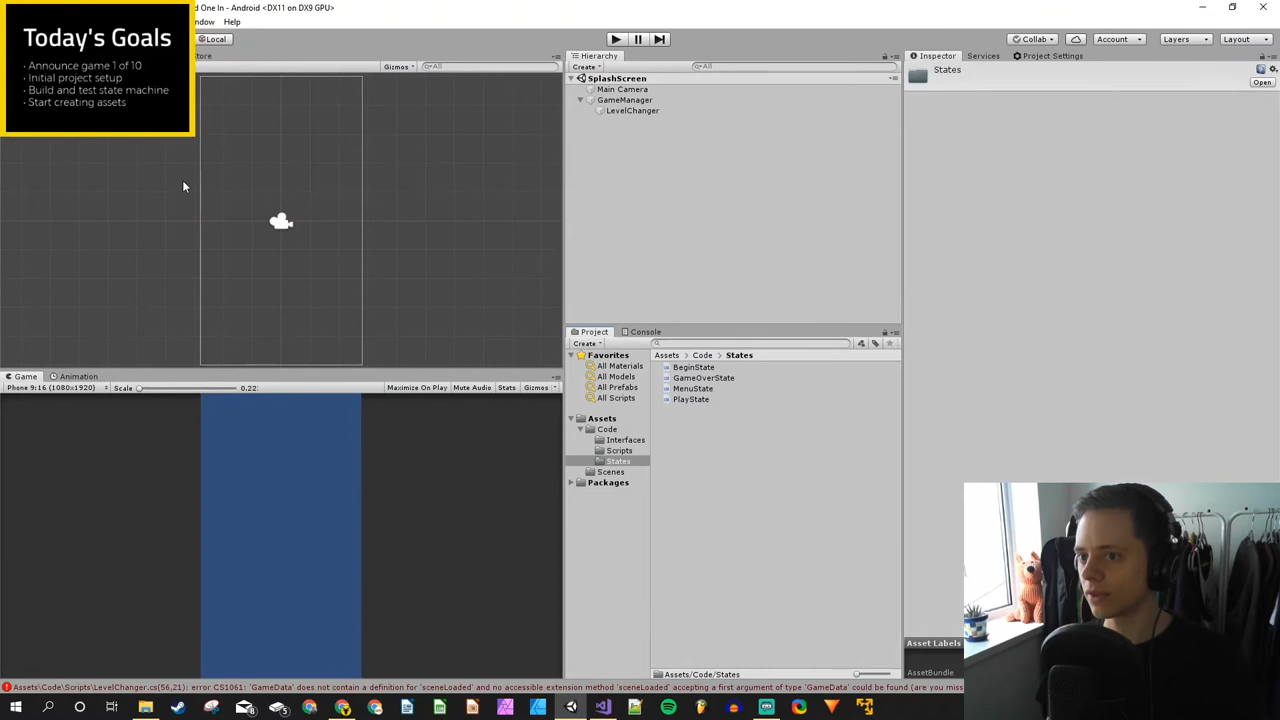 d One In - Android <DX11 on DX9 GPU>
ndow Help
Today's Goals
· Announce game 1 of 10
· Initial project setup
· Build and test state machine
· Start creating assets
Local
Collab
Account
Layers
Layout
Store
Gizmos
All
Hierarchy
Create
All
SplashScreen
Main Camera
GameManager
LevelChanger
Inspector
Services
Project Settings
States
Open
Project
Console
Create
Favorites
All Materials
All Models
All Prefabs
All Scripts
Assets
Code
Interfaces
Scripts
States
Scenes
Packages
Assets Code States
BeginState
GameOverState
MenuState
PlayState
Assets/Code/States
Game
Animation
Phone 9:16 (1080x1920)
Scale
0.22
Maximize On Play
Mute Audio
Stats
Gizmos
Asset Labels
AssetBundle
Assets\Code\Scripts\LevelChanger.cs(56,21): error CS1061: 'GameData' does not contain a definition for 'sceneLoaded' and no accessible extension method 'sceneLoaded' accepting a first argument of type 'GameData' could be found (are you miss